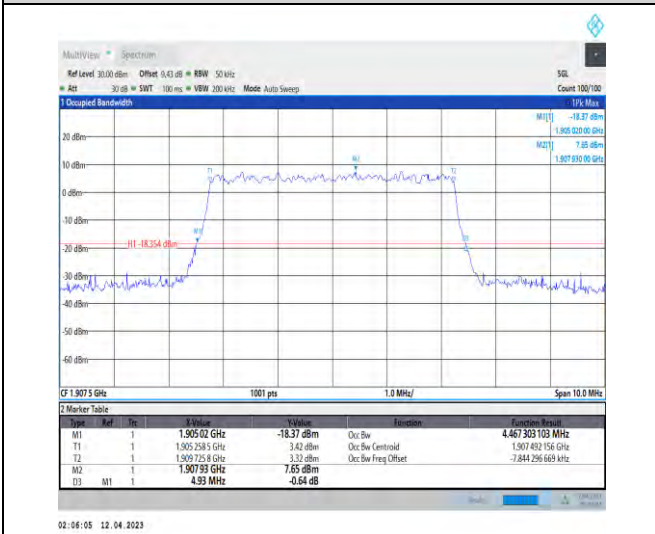 MultiView Spectrum
Ref Level 30.00 dBm Offset 9.43 dB RBW 50 kHz SGL
Att 30 dB SWT 100 ms VBW 200 kHz Mode Auto Sweep Count 100/100
1 Occupied Bandwidth 1Pk Max
M1[1] -18.37 dBm
1.905 020 00 GHz
M2[1] 7.65 dBm
1.907 930 00 GHz
20 dBm
10 dBm
T1 M2 T2
0 dBm
-10 dBm
M1
H1 -18.354 dBm
-20 dBm
-30 dBm
-40 dBm
-50 dBm
-60 dBm
CF 1.907 5 GHz 1001 pts 1.0 MHz/ Span 10.0 MHz
2 Marker Table
Type Ref Trc X-Value Y-Value Function Function Result
M1 1 1.905 02 GHz -18.37 dBm Occ Bw 4.467 303 103 MHz
T1 1 1.905 258 5 GHz 3.42 dBm Occ Bw Centroid 1.907 492 156 GHz
T2 1 1.909 725 8 GHz 3.32 dBm Occ Bw Freq Offset -7.844 296 669 kHz
M2 1 1.907 93 GHz 7.65 dBm
D3 M1 1 4.93 MHz -0.64 dB
02:06:05 12.04.2023